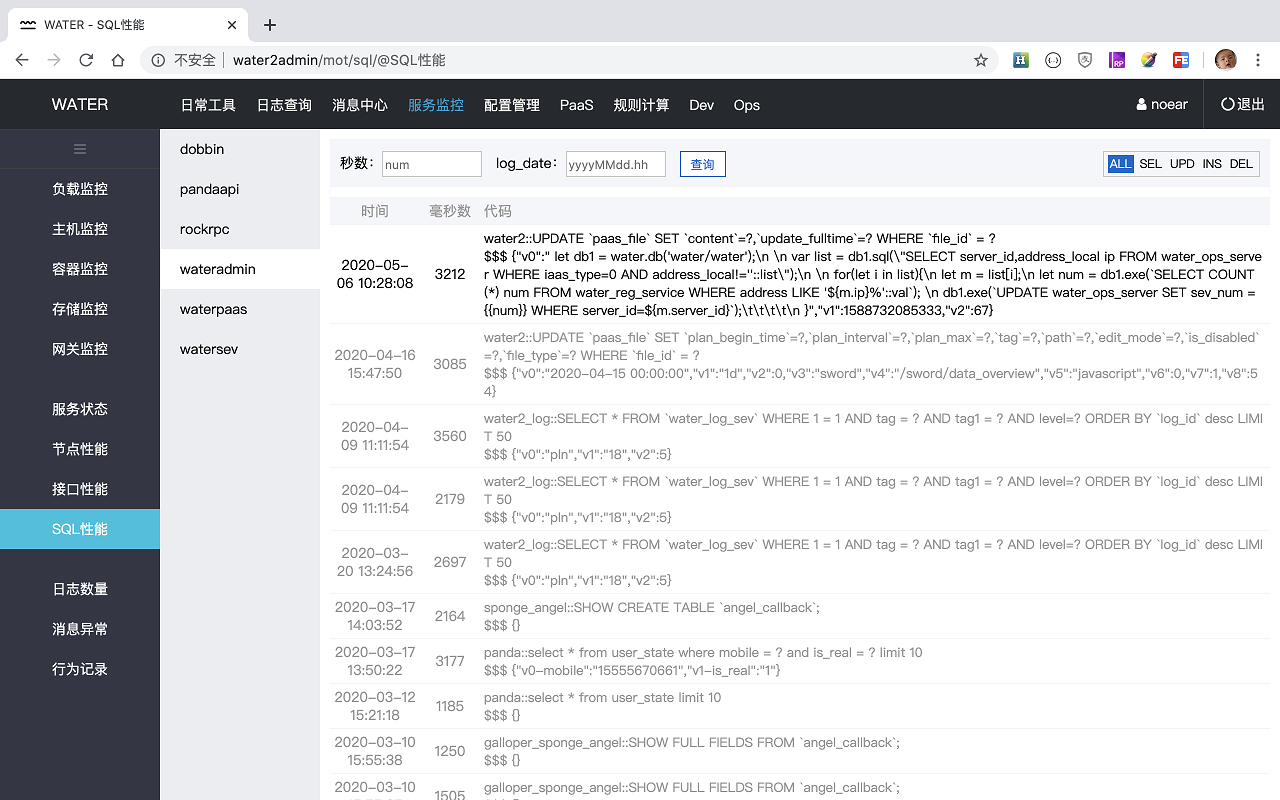 WATER - SQL性能
不安全 water2admin/mot/sql/@SQL性能
WATER 日常工具 日志查询 消息中心 服务监控 配置管理 PaaS 规则计算 Dev Ops noear 退出
负载监控
主机监控
容器监控
存储监控
网关监控
服务状态
节点性能
接口性能
SQL性能
日志数量
消息异常
行为记录
dobbin
pandaapi
rockrpc
wateradmin
waterpaas
watersev
秒数： num log_date： yyyyMMdd.hh 查询 ALL SEL UPD INS DEL
时间 毫秒数 代码
2020-05-
06 10:28:08
3212
water2::UPDATE `paas_file` SET `content`=?,`update_fulltime`=? WHERE `file_id` = ?
$$$ {"v0":" let db1 = water.db('water/water');\n \n var list = db1.sql(\"SELECT server_id,address_local ip FROM water_ops_serve
r WHERE iaas_type=0 AND address_local!=''::list\");\n \n for(let i in list){\n let m = list[i];\n let num = db1.exe(`SELECT COUNT
(*) num FROM water_reg_service WHERE address LIKE '${m.ip}%'::val`); \n db1.exe(`UPDATE water_ops_server SET sev_num =
{{num}} WHERE server_id=${m.server_id}`);\t\t\t\t\n }","v1":1588732085333,"v2":67}
2020-04-16
15:47:50
3085
water2::UPDATE `paas_file` SET `plan_begin_time`=?,`plan_interval`=?,`plan_max`=?,`tag`=?,`path`=?,`edit_mode`=?,`is_disabled`
=?,`file_type`=? WHERE `file_id` = ?
$$$ {"v0":"2020-04-15 00:00:00","v1":"1d","v2":0,"v3":"sword","v4":"/sword/data_overview","v5":"javascript","v6":0,"v7":1,"v8":5
4}
2020-04-
09 11:11:54
3560
water2_log::SELECT * FROM `water_log_sev` WHERE 1 = 1 AND tag = ? AND tag1 = ? AND level=? ORDER BY `log_id` desc LIMI
T 50
$$$ {"v0":"pln","v1":"18","v2":5}
2020-04-
09 11:11:54
2179
water2_log::SELECT * FROM `water_log_sev` WHERE 1 = 1 AND tag = ? AND tag1 = ? AND level=? ORDER BY `log_id` desc LIMI
T 50
$$$ {"v0":"pln","v1":"18","v2":5}
2020-03-
20 13:24:56
2697
water2_log::SELECT * FROM `water_log_sev` WHERE 1 = 1 AND tag = ? AND tag1 = ? AND level=? ORDER BY `log_id` desc LIMI
T 50
$$$ {"v0":"pln","v1":"18","v2":5}
2020-03-17
14:03:52
2164
sponge_angel::SHOW CREATE TABLE `angel_callback`;
$$$ {}
2020-03-17
13:50:22
3177
panda::select * from user_state where mobile = ? and is_real = ? limit 10
$$$ {"v0-mobile":"15555670661","v1-is_real":"1"}
2020-03-12
15:21:18
1185
panda::select * from user_state limit 10
$$$ {}
2020-03-10
15:55:38
1250
galloper_sponge_angel::SHOW FULL FIELDS FROM `angel_callback`;
$$$ {}
2020-03-10
1505
galloper_sponge_angel::SHOW FULL FIELDS FROM `angel_callback`;